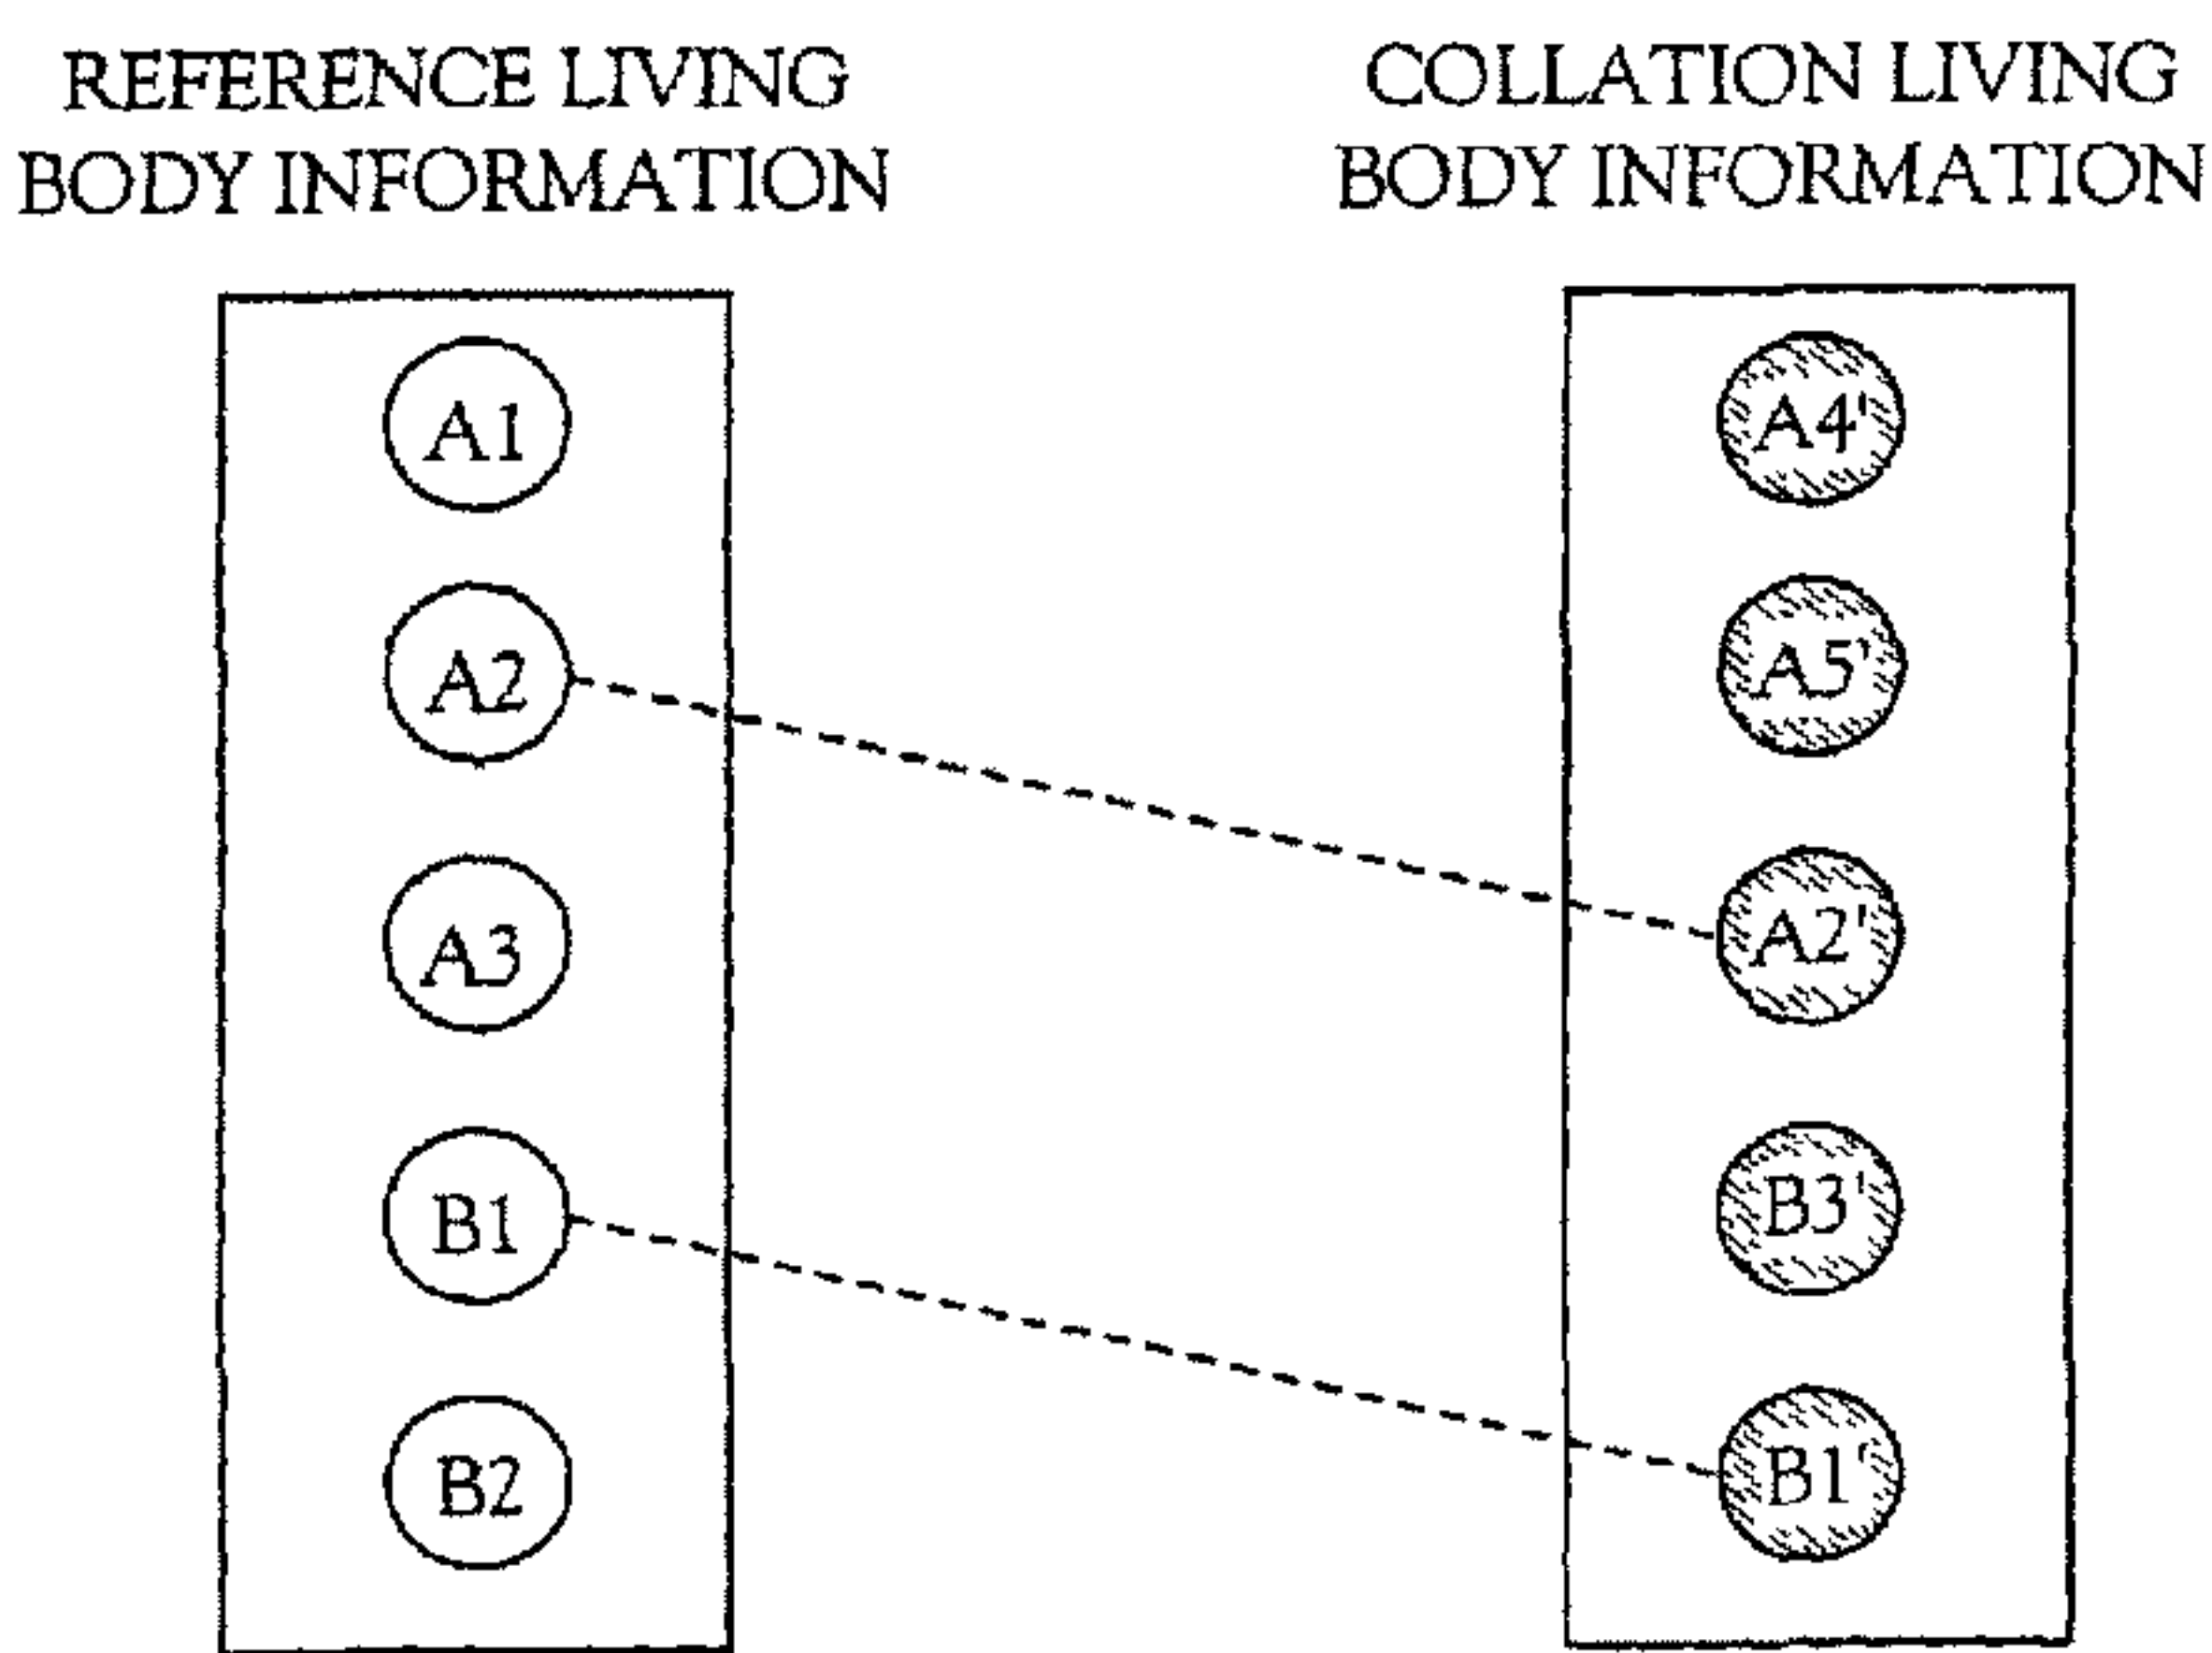 REFERENCE LIVING
BODY INFORMATION
A1
A2
A3
B1
B2
COLLATION LIVING
BODY INFORMATION
A4'
A5'
A2'
B3'
B1'